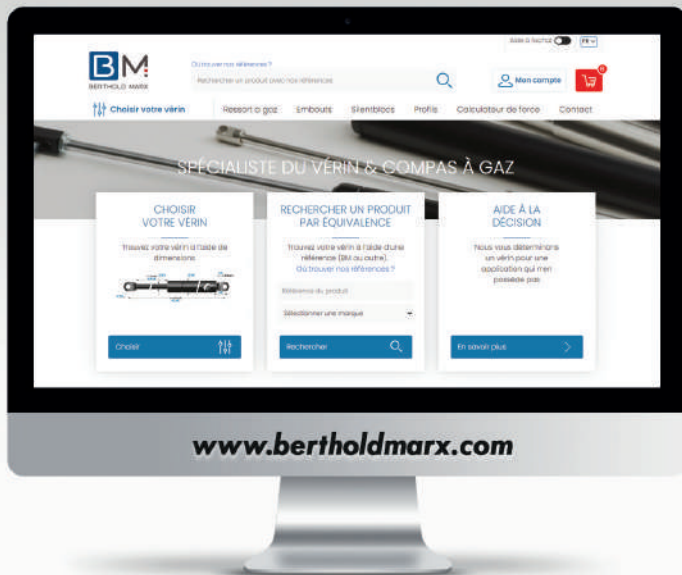 Aide à l'achat
FR
BM
BERTHOLD MARX
Où trouver nos références ?
Rechercher un produit avec nos références
Mon compte
0
Choisir votre vérin
Ressort à gaz
Embouts
Silentblocs
Profils
Calculateur de force
Contact
SPÉCIALISTE DU VÉRIN & COMPAS À GAZ
CHOISIR
VOTRE VÉRIN
Trouvez votre vérin à l'aide de
dimensions.
Choisir
RECHERCHER UN PRODUIT
PAR ÉQUIVALENCE
Trouvez votre vérin à l'aide d'une
référence (BM ou autre).
Où trouver nos références ?
Référence du produit
Sélectionner une marque
Rechercher
AIDE À LA
DÉCISION
Nous vous déterminons
un vérin pour une
application qui n'en
possède pas
En savoir plus
www.bertholdmarx.com